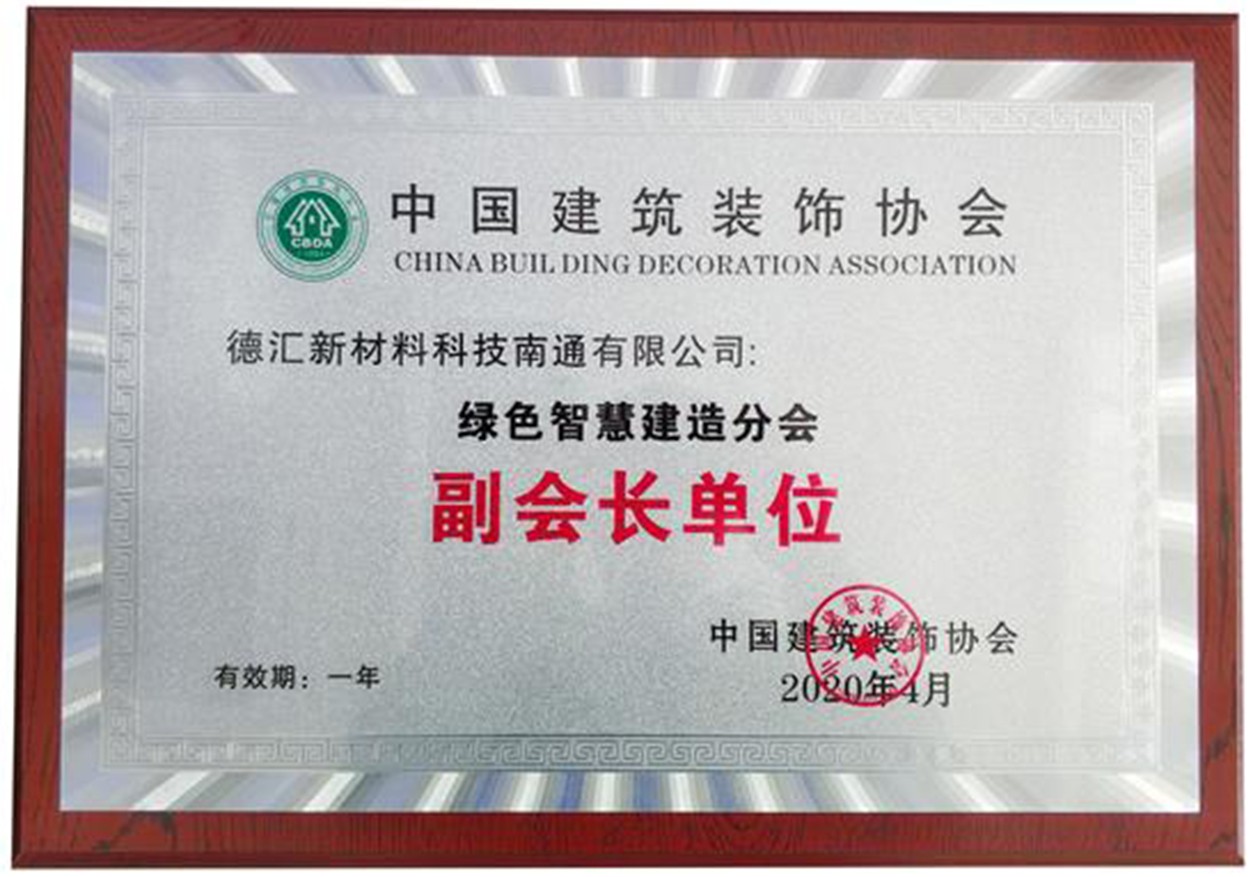 中国建筑装饰协会
CHINA BUILDING DECORATION ASSOCIATION
CBDA
德汇新材料科技南通有限公司:
绿色智慧建造分会
副会长单位
中国建筑装饰协会
有效期：一年
2020年4月